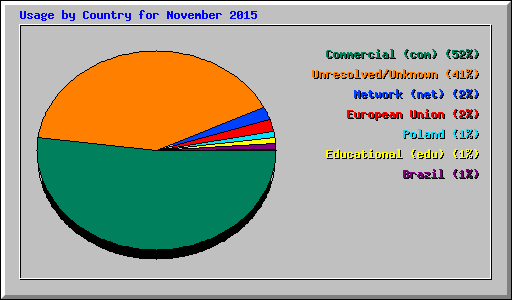 Usage by Country for November 2015
Commercial (com) (52%)
Unresolved/Unknown (41%)
Network (net) (2%)
European Union (2%)
Poland (1%)
Educational (edu) (1%)
Brazil (1%)